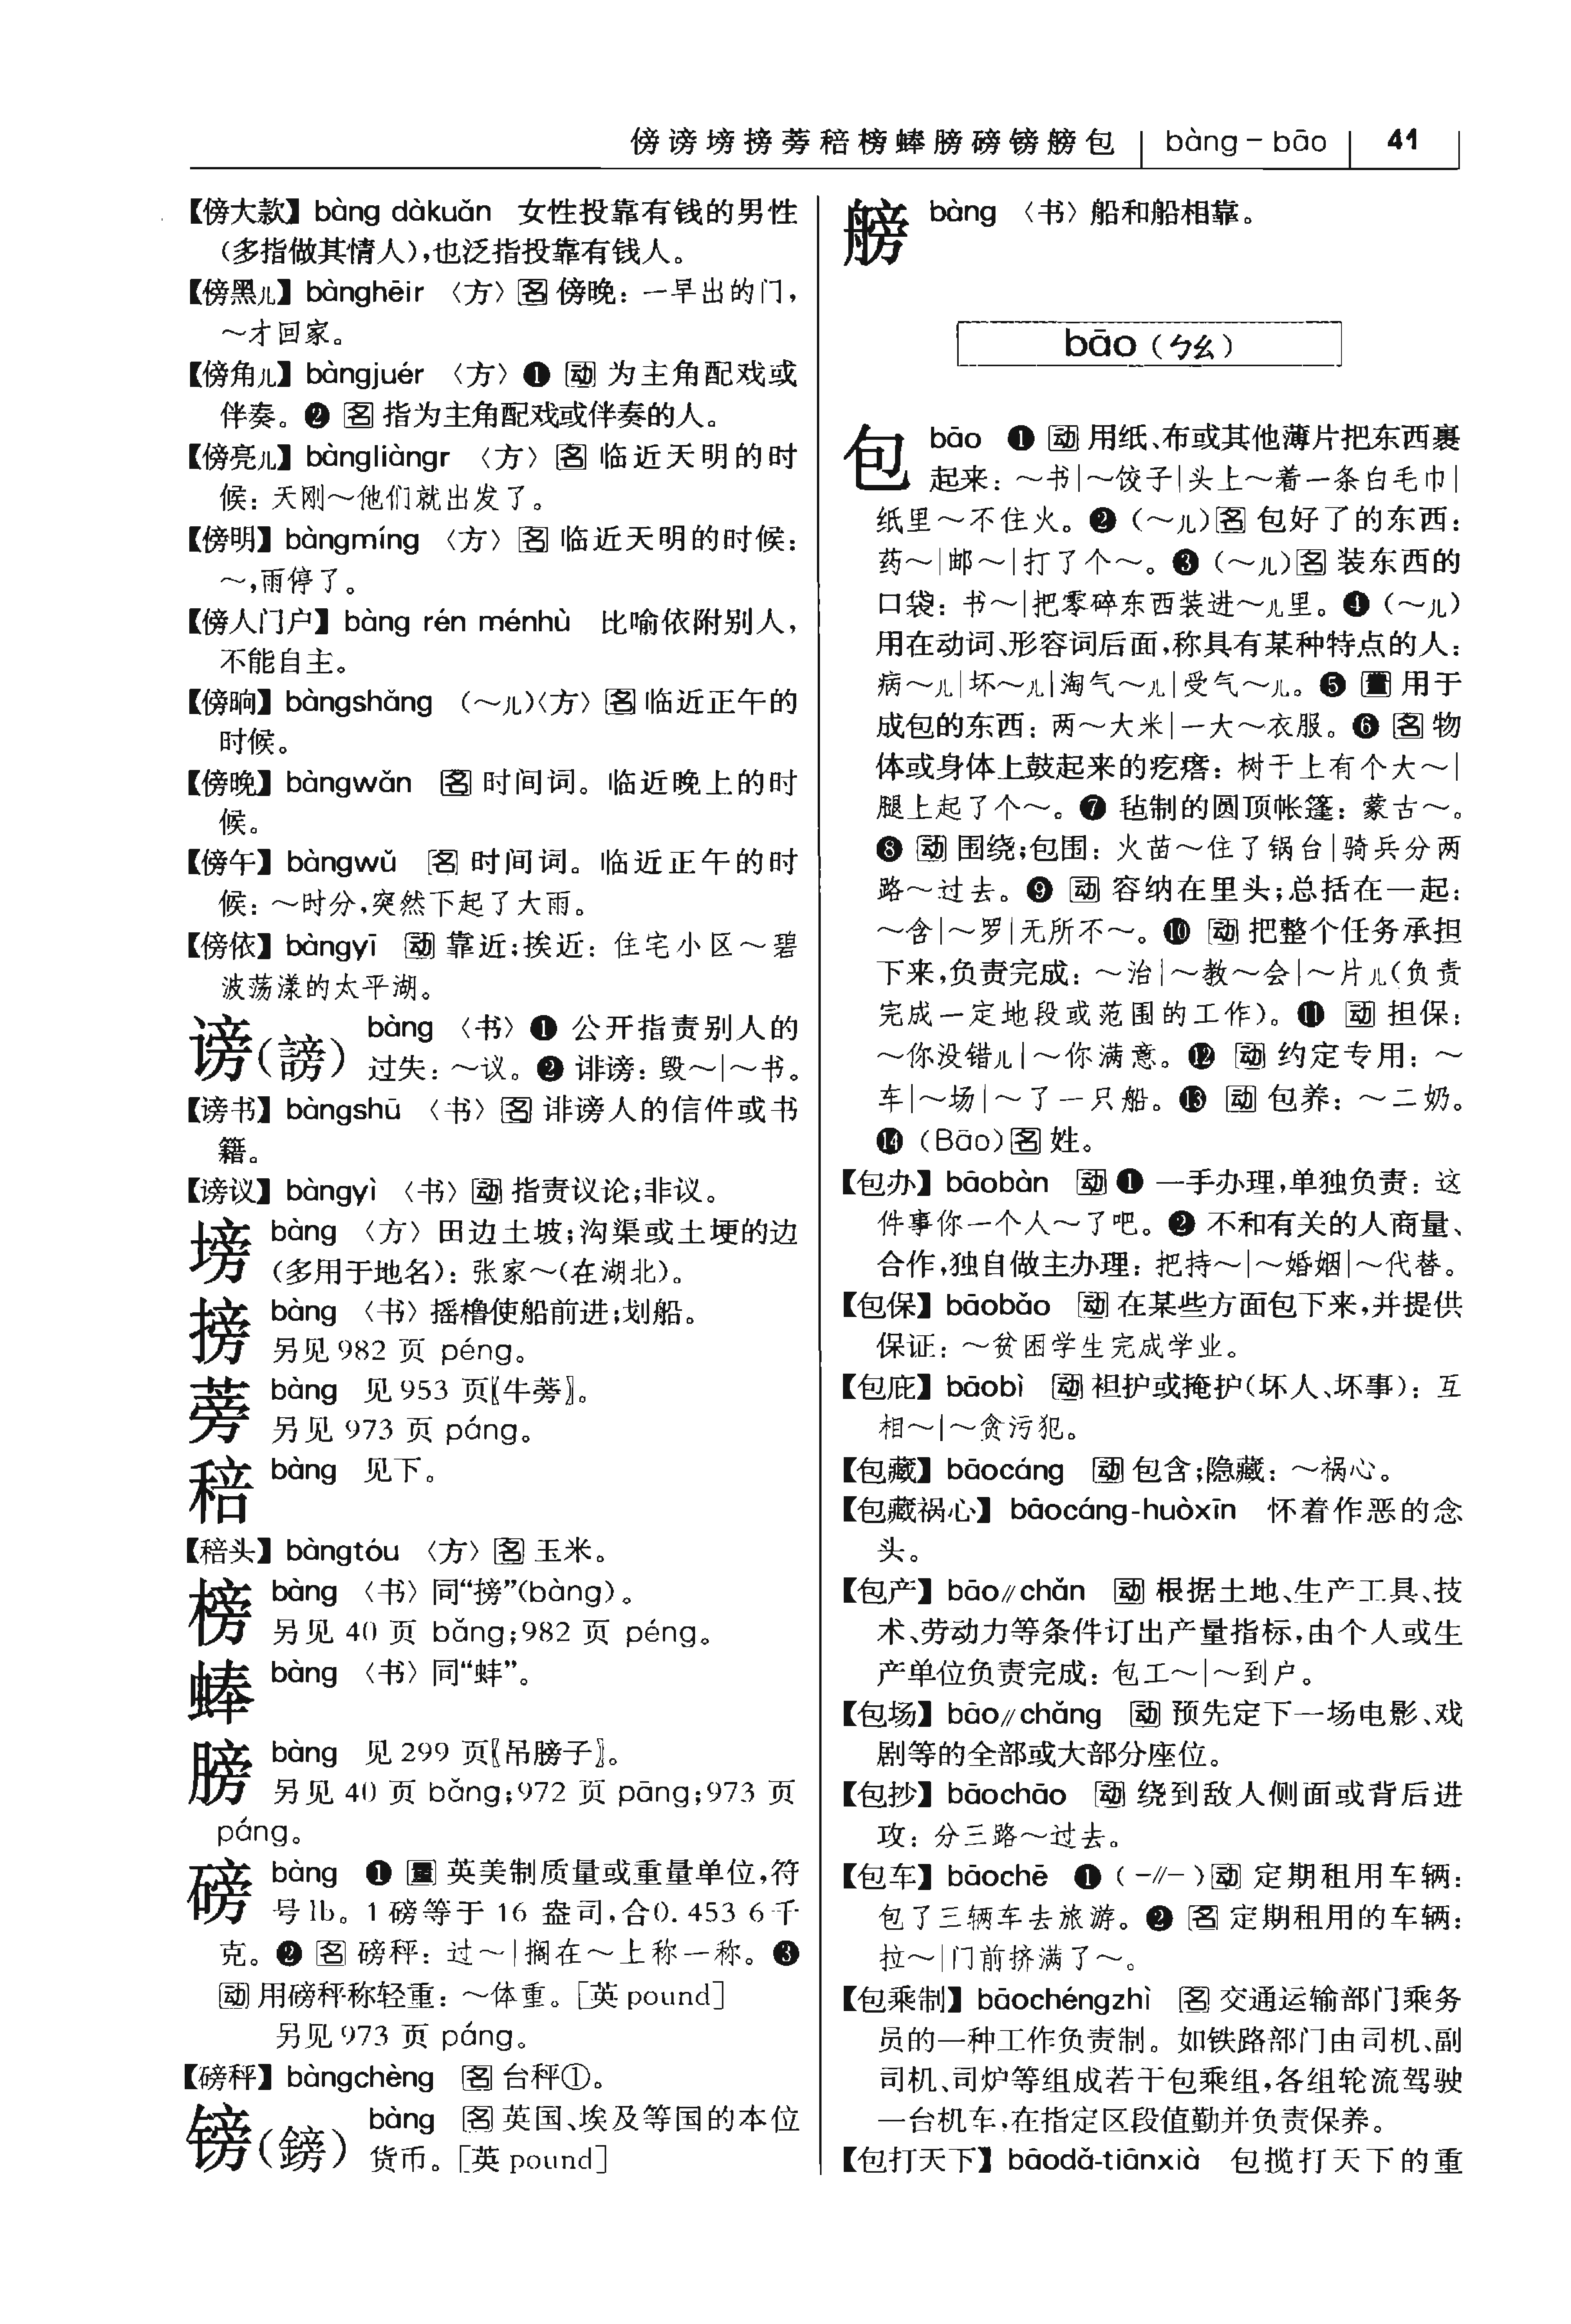 傍谤塝搒蒡稖榜蜯膀磅镑艕包 bàng－bāo 41
【傍大款】bàng dàkuǎn 女性投靠有钱的男性
(多指做其情人),也泛指投靠有钱人。
【傍黑儿】bànghēir 〈方〉[名]傍晚：一早出的门，
～才回家。
【傍角儿】bàngjuér 〈方〉❶[动]为主角配戏或
伴奏。❷[名]指为主角配戏或伴奏的人。
【傍亮儿】bàngliàngr 〈方〉[名]临近天明的时
候：天刚～他们就出发了。
【傍明】bàngmíng 〈方〉[名]临近天明的时候：
～,雨停了。
【傍人门户】bàng rén ménhù 比喻依附别人，
不能自主。
【傍晌】bàngshǎng (～儿)〈方〉[名]临近正午的
时候。
【傍晚】bàngwǎn [名]时间词。临近晚上的时
候。
【傍午】bàngwǔ [名]时间词。临近正午的时
候：～时分,突然下起了大雨。
【傍依】bàngyī [动]靠近;挨近：住宅小区～碧
波荡漾的太平湖。
谤(謗) bàng 〈书〉❶公开指责别人的
过失：～议。❷诽谤：毁～|～书。
【谤书】bàngshū 〈书〉[名]诽谤人的信件或书
籍。
【谤议】bàngyì 〈书〉[动]指责议论;非议。
塝 bàng 〈方〉田边土坡;沟渠或土埂的边
(多用于地名)：张家～(在湖北)。
搒 bàng 〈书〉摇橹使船前进;划船。
另见982页 péng。
蒡 bàng 见953页〖牛蒡〗。
另见973页 páng。
稖 bàng 见下。
【稖头】bàngtóu 〈方〉[名]玉米。
榜 bàng 〈书〉同“搒”(bàng)。
另见40页 bǎng;982页 péng。
蜯 bàng 〈书〉同“蚌”。
膀 bàng 见299页〖吊膀子〗。
另见40页 bǎng;972页 pāng;973页
páng。
磅 bàng ❶[量]英美制质量或重量单位,符
号lb。1磅等于16盎司,合0.453 6千
克。❷[名]磅秤：过～|搁在～上称一称。❸
[动]用磅秤称轻重：～体重。［英 pound］
另见973页 páng。
【磅秤】bàngchèng [名]台秤①。
镑(鎊) bàng [名]英国、埃及等国的本位
货币。［英 pound］
艕 bàng 〈书〉船和船相靠。
bāo(ㄅㄠ)
包 bāo ❶[动]用纸、布或其他薄片把东西裹
起来：～书|～饺子|头上～着一条白毛巾|
纸里～不住火。❷(～儿)[名]包好了的东西：
药～|邮～|打了个～。❸(～儿)[名]装东西的
口袋：书～|把零碎东西装进～儿里。❹(～儿)
用在动词、形容词后面,称具有某种特点的人：
病～儿|坏～儿|淘气～儿|受气～儿。❺[量]用于
成包的东西：两～大米|一大～衣服。❻[名]物
体或身体上鼓起来的疙瘩：树干上有个大～|
腿上起了个～。❼毡制的圆顶帐篷：蒙古～。
❽[动]围绕;包围：火苗～住了锅台|骑兵分两
路～过去。❾[动]容纳在里头;总括在一起：
～含|～罗|无所不～。❿[动]把整个任务承担
下来,负责完成：～治|～教～会|～片儿(负责
完成一定地段或范围的工作)。⓫[动]担保：
～你没错儿|～你满意。⓬[动]约定专用：～
车|～场|～了一只船。⓭[动]包养：～二奶。
⓮(Bāo)[名]姓。
【包办】bāobàn [动]❶一手办理,单独负责：这
件事你一个人～了吧。❷不和有关的人商量、
合作,独自做主办理：把持～|～婚姻|～代替。
【包保】bāobǎo [动]在某些方面包下来,并提供
保证：～贫困学生完成学业。
【包庇】bāobì [动]袒护或掩护(坏人、坏事)：互
相～|～贪污犯。
【包藏】bāocáng [动]包含;隐藏：～祸心。
【包藏祸心】bāocáng-huòxīn 怀着作恶的念
头。
【包产】bāo∥chǎn [动]根据土地、生产工具、技
术、劳动力等条件订出产量指标,由个人或生
产单位负责完成：包工～|～到户。
【包场】bāo∥chǎng [动]预先定下一场电影、戏
剧等的全部或大部分座位。
【包抄】bāochāo [动]绕到敌人侧面或背后进
攻：分三路～过去。
【包车】bāochē ❶(-∥-)[动]定期租用车辆：
包了三辆车去旅游。❷[名]定期租用的车辆：
拉～|门前挤满了～。
【包乘制】bāochéngzhì [名]交通运输部门乘务
员的一种工作负责制。如铁路部门由司机、副
司机、司炉等组成若干包乘组,各组轮流驾驶
一台机车,在指定区段值勤并负责保养。
【包打天下】bāodǎ-tiānxià 包揽打天下的重